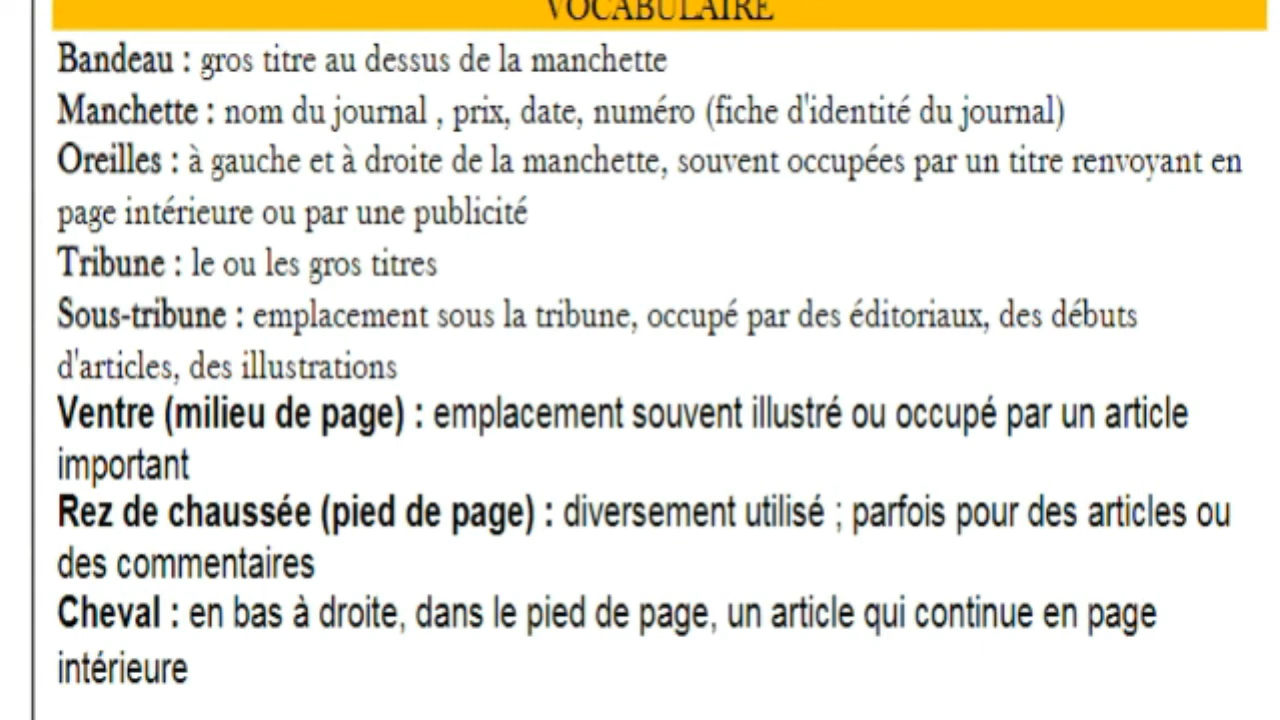 VOCABULAIRE
Bandeau : gros titre au dessus de la manchette
Manchette : nom du journal , prix, date, numéro (fiche d'identité du journal)
Oreilles : à gauche et à droite de la manchette, souvent occupées par un titre renvoyant en
page intérieure ou par une publicité
Tribune : le ou les gros titres
Sous-tribune : emplacement sous la tribune, occupé par des éditoriaux, des débuts
d'articles, des illustrations
Ventre (milieu de page) : emplacement souvent illustré ou occupé par un article
important
Rez de chaussée (pied de page) : diversement utilisé ; parfois pour des articles ou
des commentaires
Cheval : en bas à droite, dans le pied de page, un article qui continue en page
intérieure